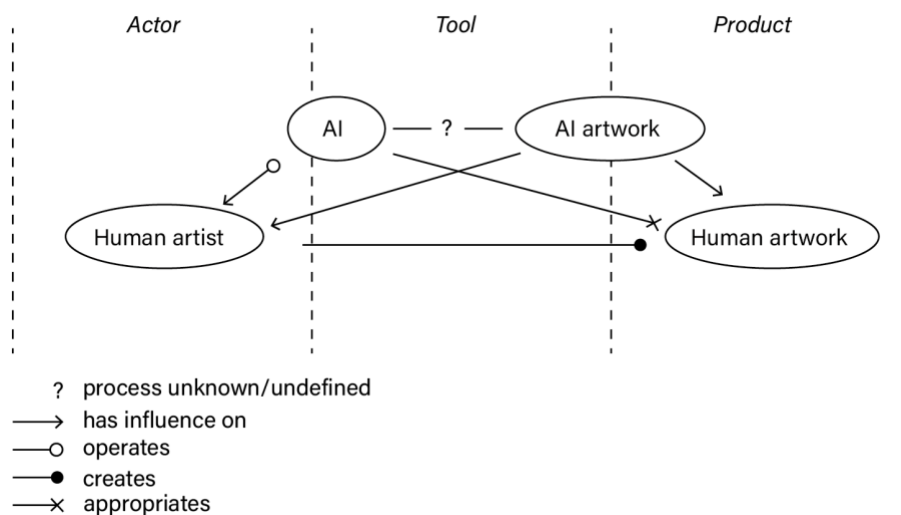 Actor Tool Product
AI ? AI artwork
Human artist Human artwork
? process unknown/undefined
has influence on
operates
creates
appropriates